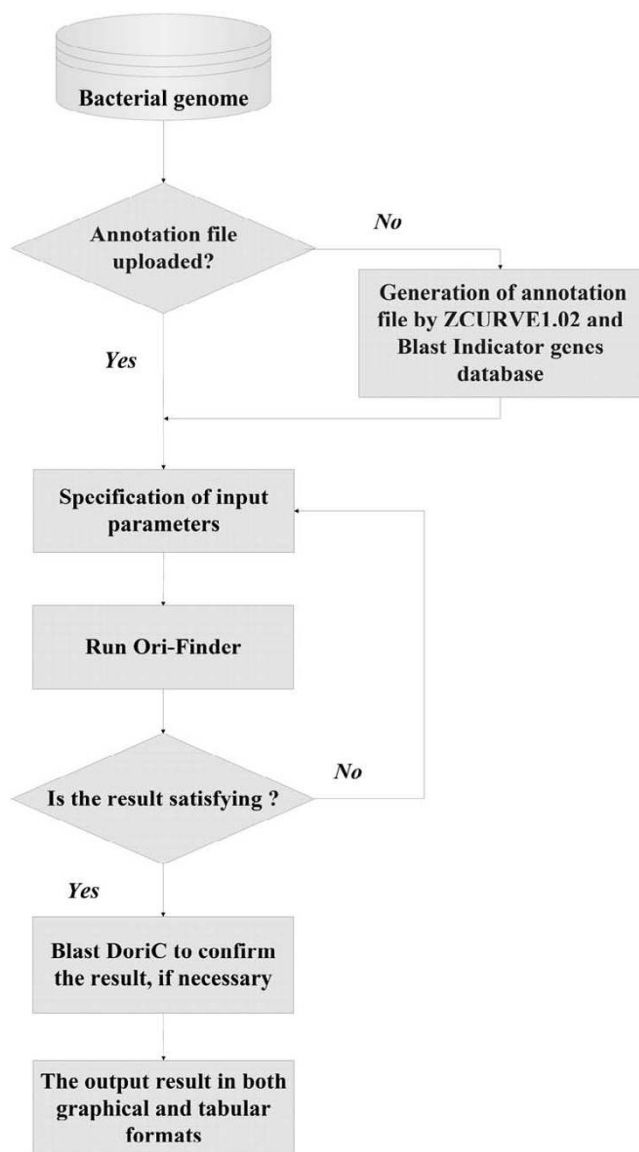 Bacterial genome
Annotation file
uploaded?
No
Generation of annotation
file by ZCURVE1.02 and
Blast Indicator genes
database
Yes
Specification of input
parameters
Run Ori-Finder
Is the result satisfying ?
No
Yes
Blast DoriC to confirm
the result, if necessary
The output result in both
graphical and tabular
formats